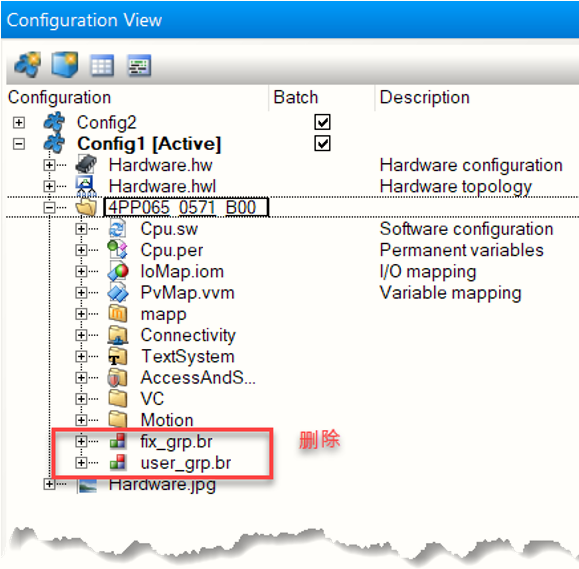 Configuration View
Configuration Batch Description
Config2
Config1 [Active]
Hardware.hw Hardware configuration
Hardware.hwl Hardware topology
4PP065_0571_B00
Cpu.sw Software configuration
Cpu.per Permanent variables
IoMap.iom I/O mapping
PvMap.vvm Variable mapping
mapp
Connectivity
TextSystem
AccessAndS...
VC
Motion
fix_grp.br 删除
user_grp.br
Hardware.jpg